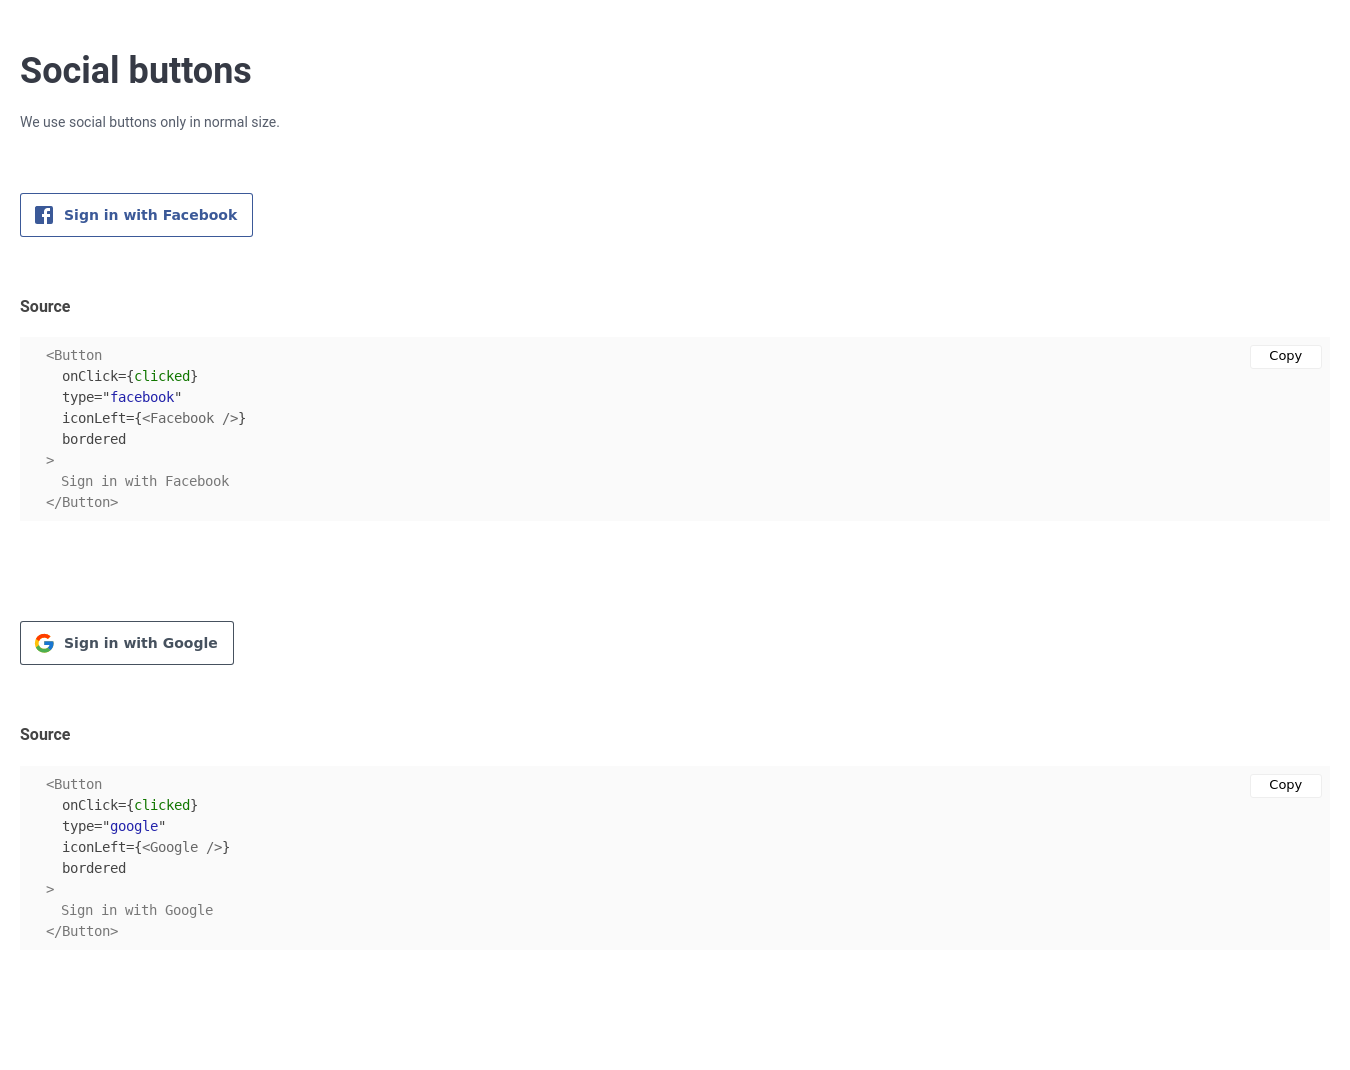 Social buttons
We use social buttons only in normal size.
Sign in with Facebook
Source
Copy
<Button
  onClick={clicked}
  type="facebook"
  iconLeft={<Facebook />}
  bordered
>
  Sign in with Facebook
</Button>
Sign in with Google
Source
Copy
<Button
  onClick={clicked}
  type="google"
  iconLeft={<Google />}
  bordered
>
  Sign in with Google
</Button>